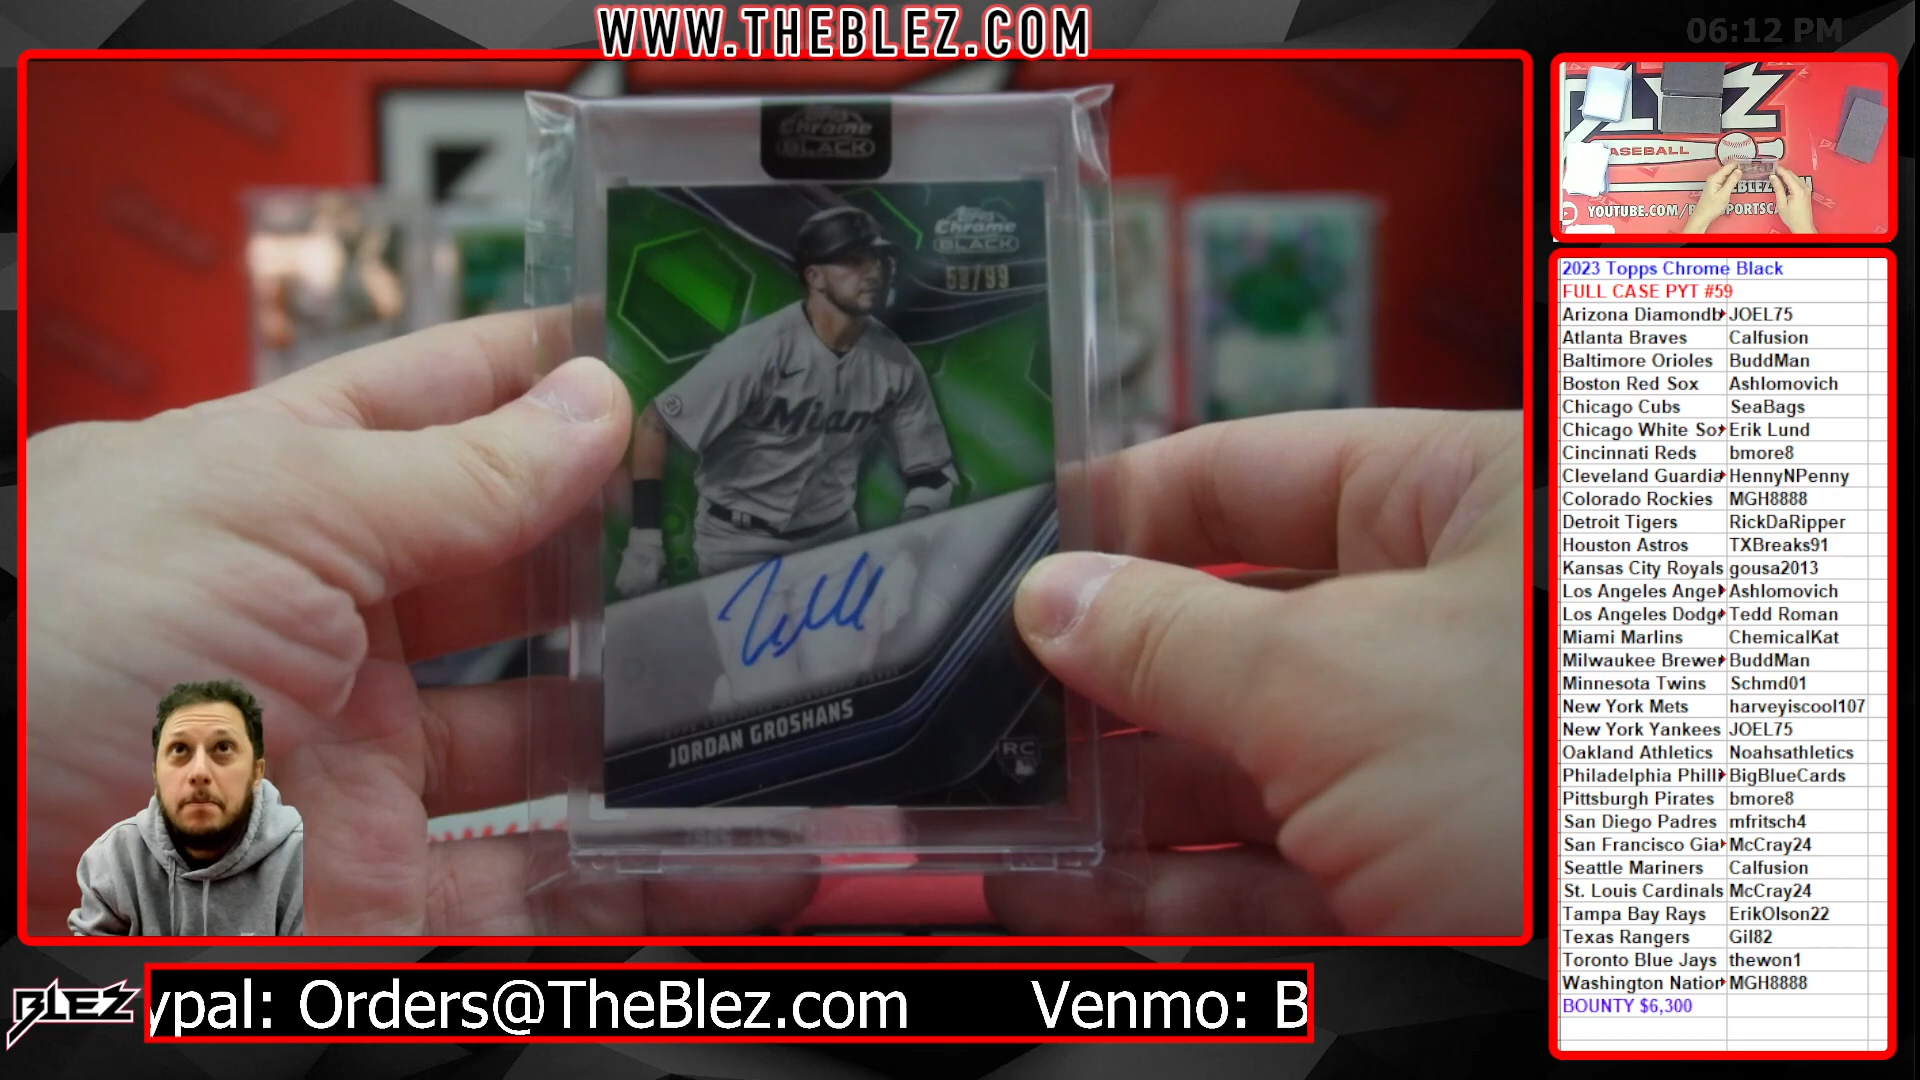 WWW.THEBLEZ.COM
06:12 PM
Topps
Chrome
BLACK
Topps
Chrome
BLACK
58/99
Miami
JORDAN GROSHANS
RC
BASEBALL
YOUTUBE.COM/
2023 Topps Chrome Black
FULL CASE PYT #59
Arizona Diamondb JOEL75
Atlanta Braves Calfusion
Baltimore Orioles BuddMan
Boston Red Sox Ashlomovich
Chicago Cubs SeaBags
Chicago White So Erik Lund
Cincinnati Reds bmore8
Cleveland Guardia HennyNPenny
Colorado Rockies MGH8888
Detroit Tigers RickDaRipper
Houston Astros TXBreaks91
Kansas City Royals gousa2013
Los Angeles Angel Ashlomovich
Los Angeles Dodg Tedd Roman
Miami Marlins ChemicalKat
Milwaukee Brewer BuddMan
Minnesota Twins Schmd01
New York Mets harveyiscool107
New York Yankees JOEL75
Oakland Athletics Noahsathletics
Philadelphia Philli BigBlueCards
Pittsburgh Pirates bmore8
San Diego Padres mfritsch4
San Francisco Gia McCray24
Seattle Mariners Calfusion
St. Louis Cardinals McCray24
Tampa Bay Rays ErikOlson22
Texas Rangers Gil82
Toronto Blue Jays thewon1
Washington Nation MGH8888
BOUNTY $6,300
BLEZ
ypal: Orders@TheBlez.com Venmo: B